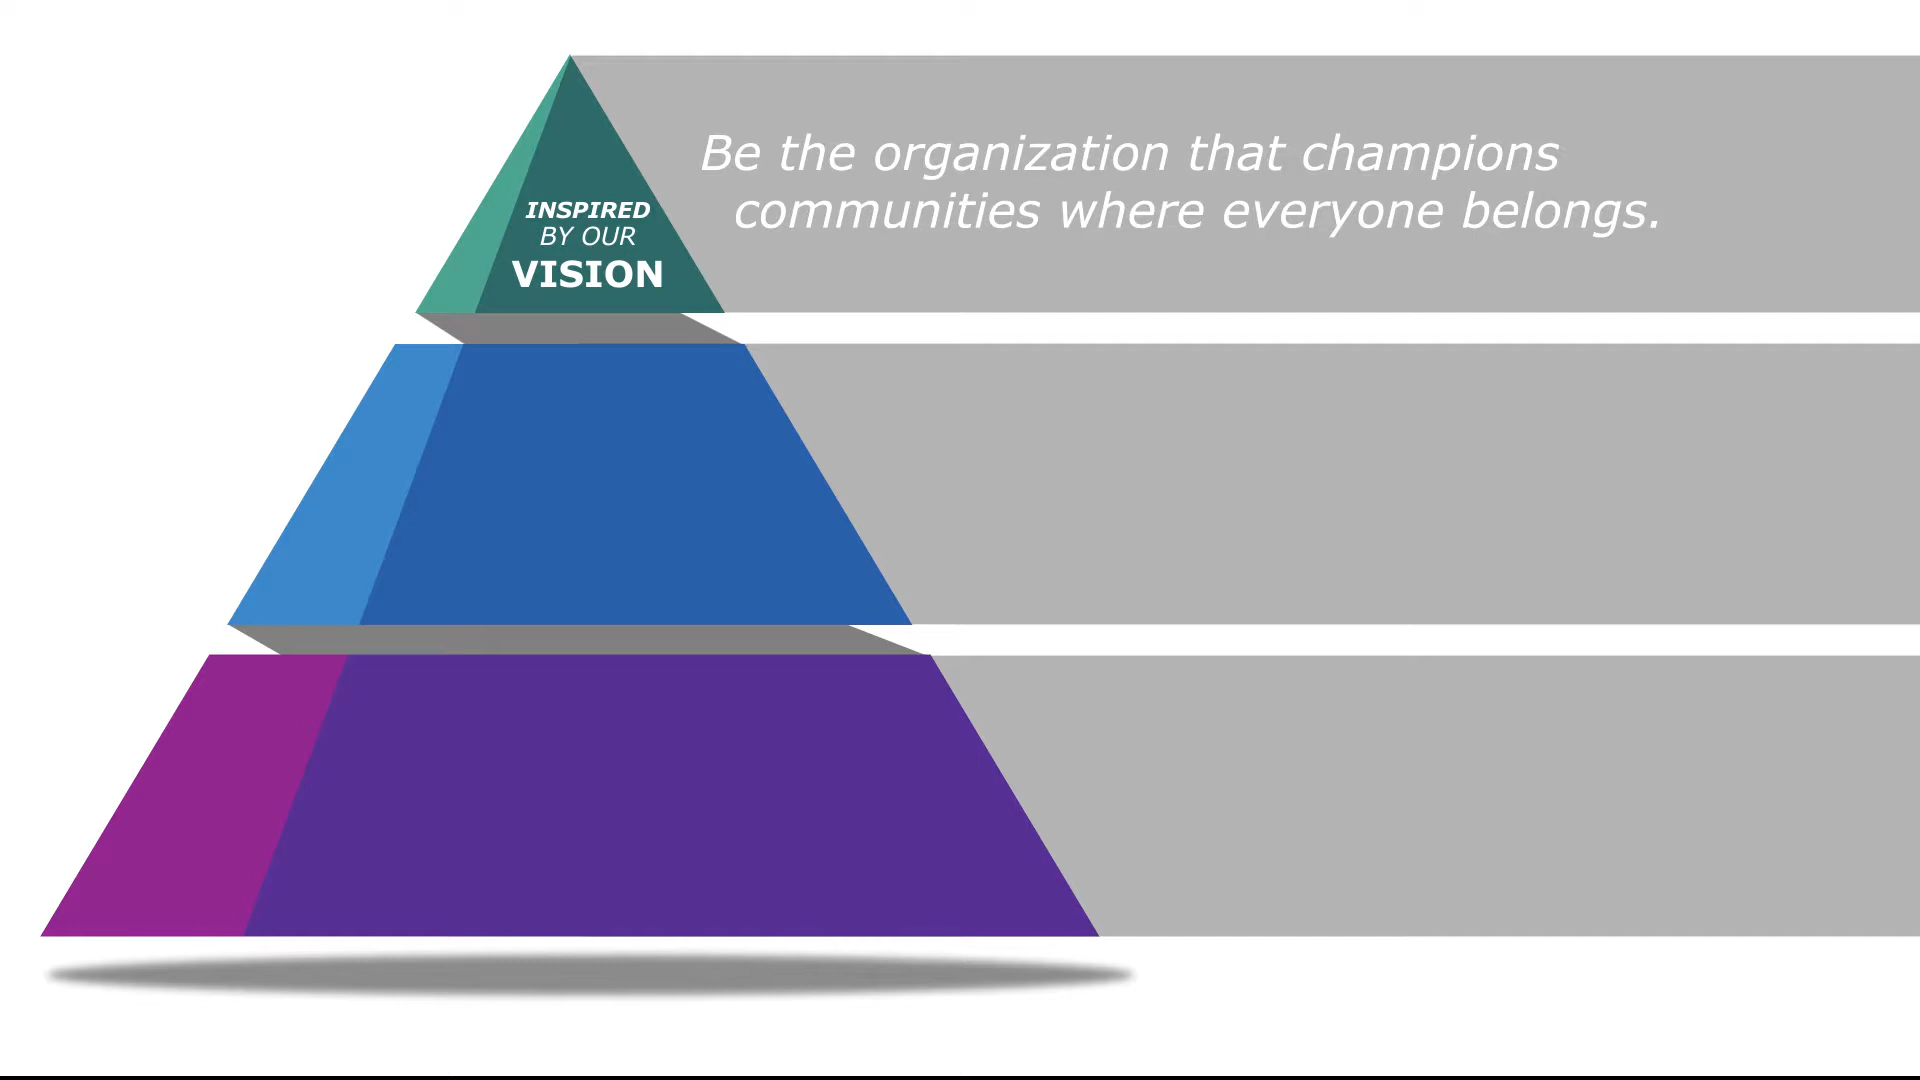 INSPIRED
BY OUR
VISION
Be the organization that champions
communities where everyone belongs.